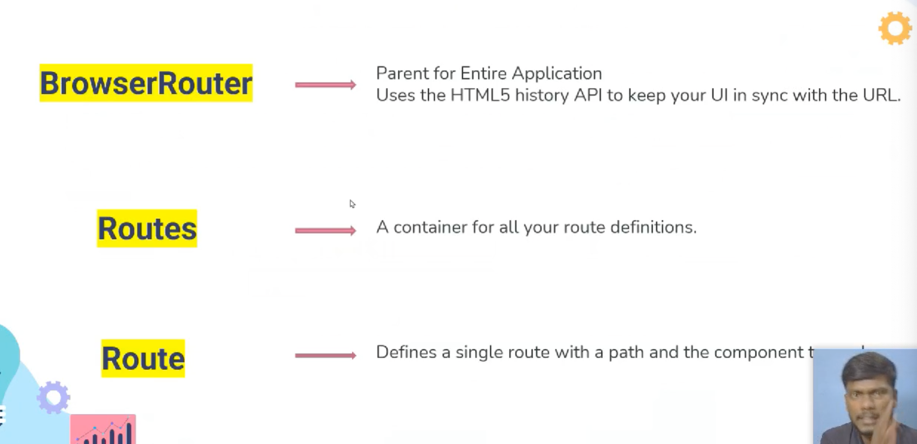 BrowserRouter
Parent for Entire Application
Uses the HTML5 history API to keep your UI in sync with the URL.
Routes
A container for all your route definitions.
Route
Defines a single route with a path and the component